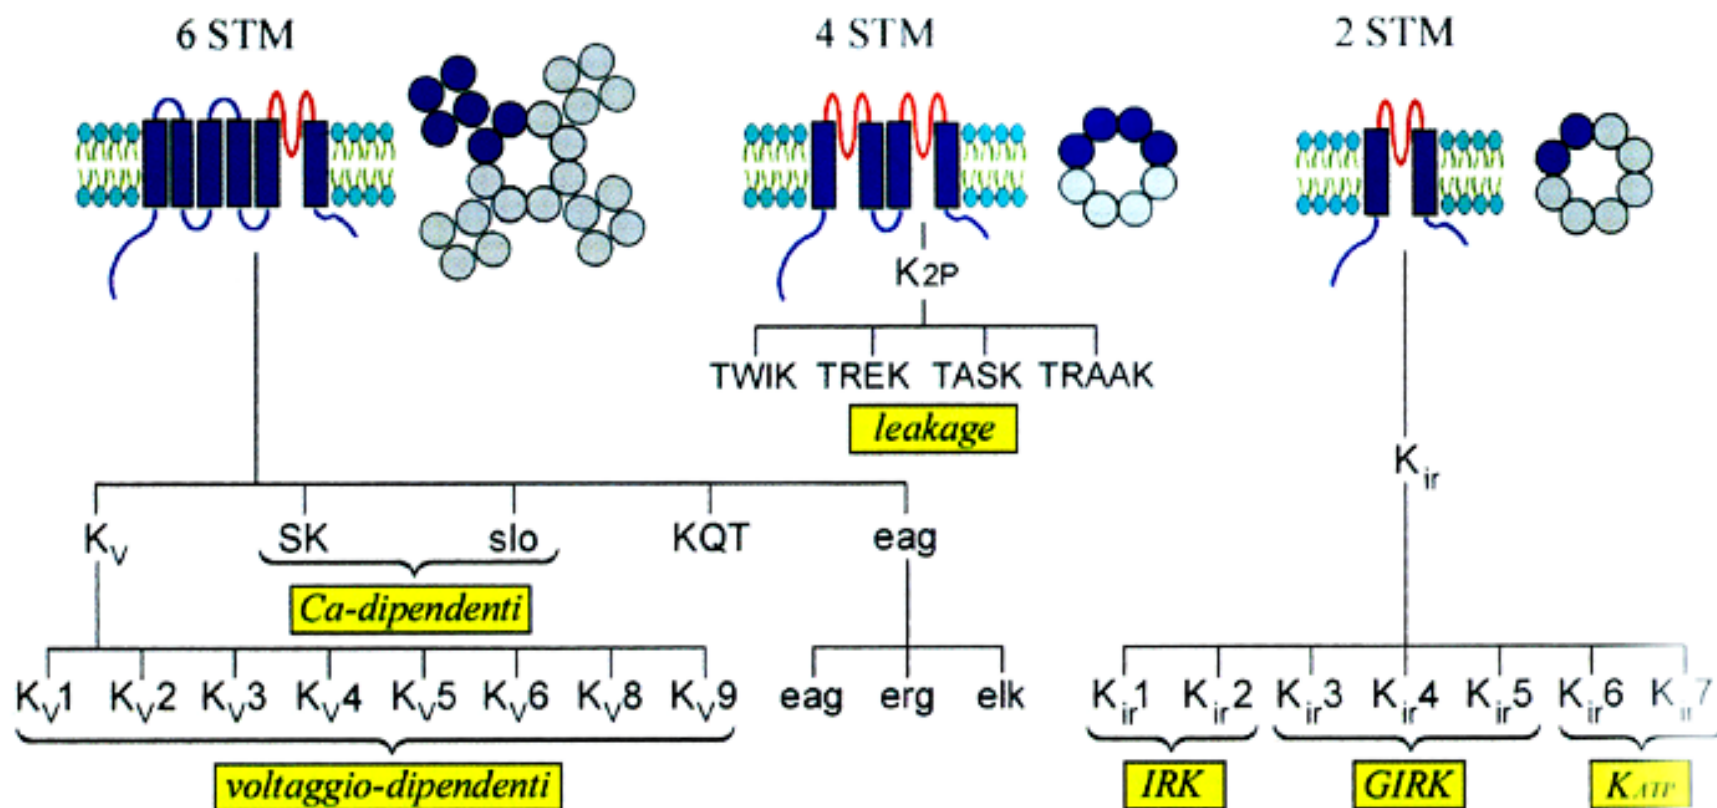 6 STM
4 STM
2 STM
K2P
TWIK TREK TASK TRAAK
leakage
Kir
KV SK slo KQT eag
Ca-dipendenti
KV1 KV2 KV3 KV4 KV5 KV6 KV8 KV9
eag erg elk
Kir1 Kir2 Kir3 Kir4 Kir5 Kir6 Kir7
voltaggio-dipendenti
IRK GIRK KATP